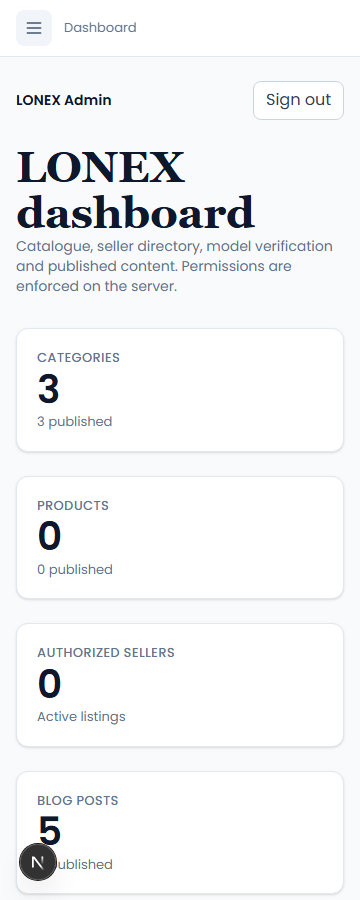 Dashboard
LONEX Admin
Sign out
LONEX
dashboard
Catalogue, seller directory, model verification
and published content. Permissions are
enforced on the server.
CATEGORIES
3
3 published
PRODUCTS
0
0 published
AUTHORIZED SELLERS
0
Active listings
BLOG POSTS
5
ublished
N